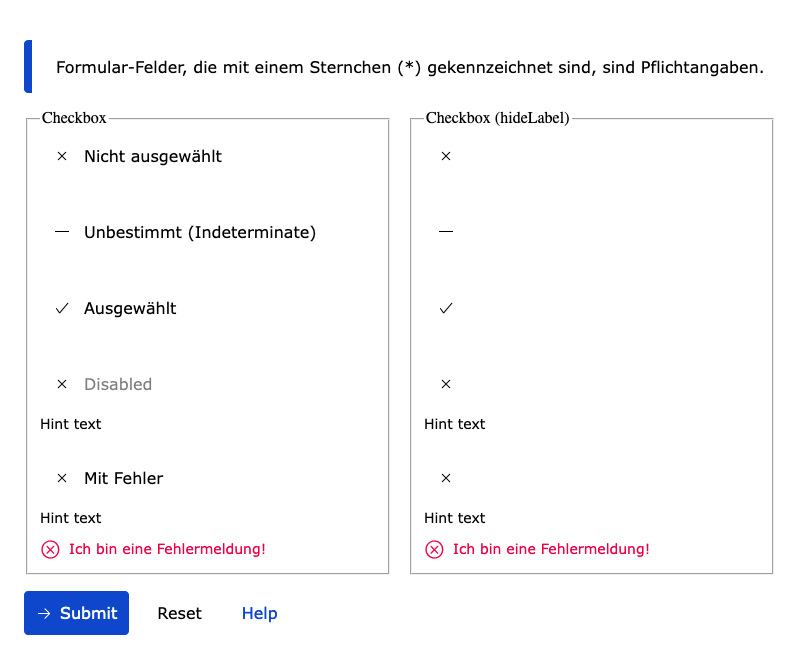 Formular-Felder, die mit einem Sternchen (*) gekennzeichnet sind, sind Pflichtangaben.
Checkbox
Nicht ausgewählt
Unbestimmt (Indeterminate)
Ausgewählt
Disabled
Hint text
Mit Fehler
Hint text
Ich bin eine Fehlermeldung!
Checkbox (hideLabel)
Hint text
Hint text
Ich bin eine Fehlermeldung!
Submit
Reset
Help